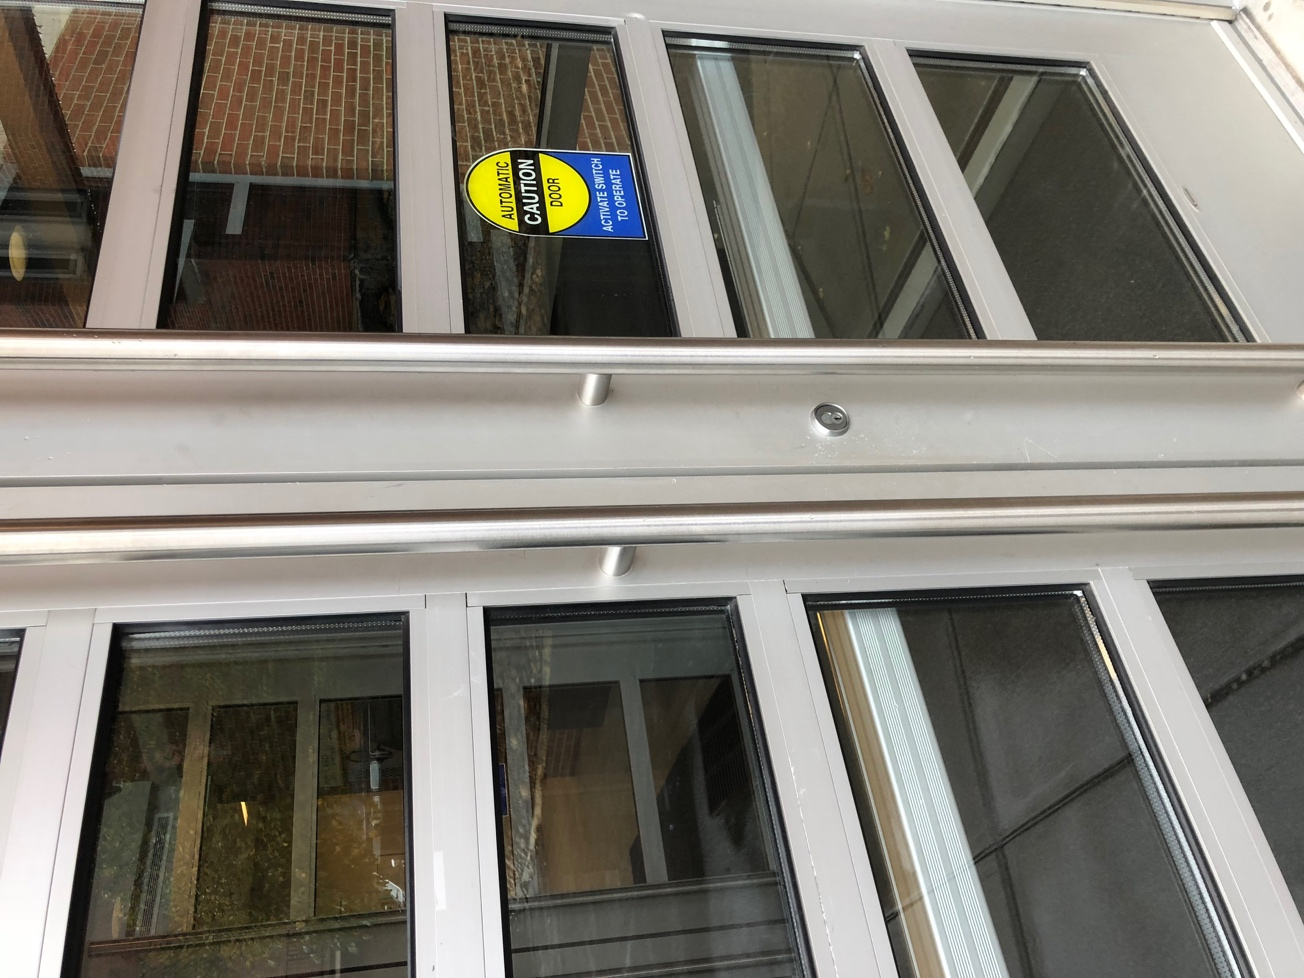 AUTOMATIC
CAUTION
DOOR
ACTIVATE SWITCH
TO OPERATE